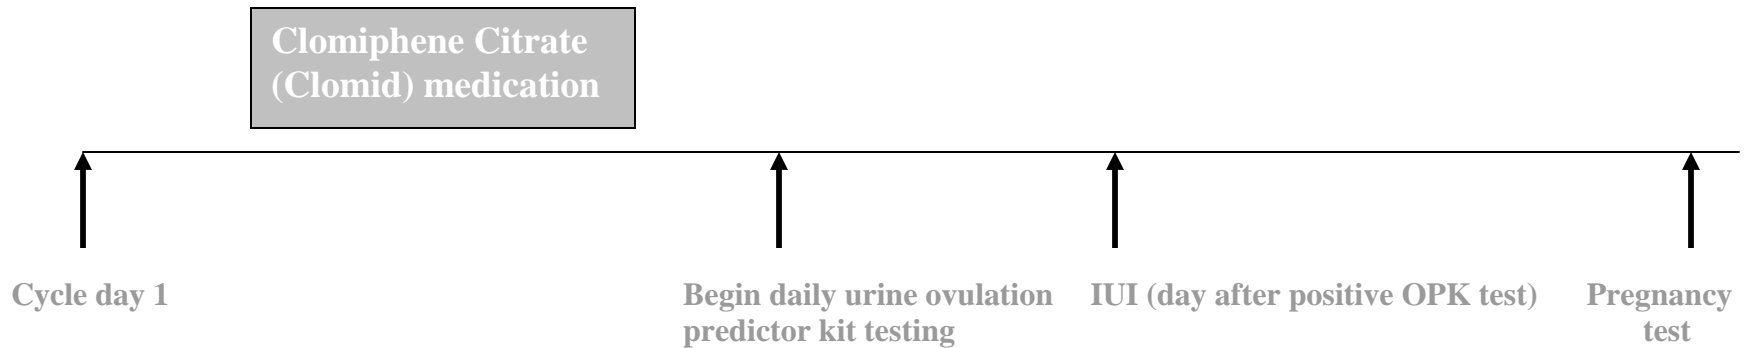 Clomiphene Citrate
(Clomid) medication
Cycle day 1
Begin daily urine ovulation
predictor kit testing
IUI (day after positive OPK test)
Pregnancy
test